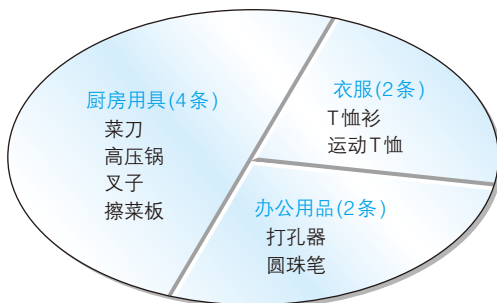 厨房用具(4条)
菜刀
高压锅
叉子
擦菜板
衣服(2条)
T恤衫
运动T恤
办公用品(2条)
打孔器
圆珠笔